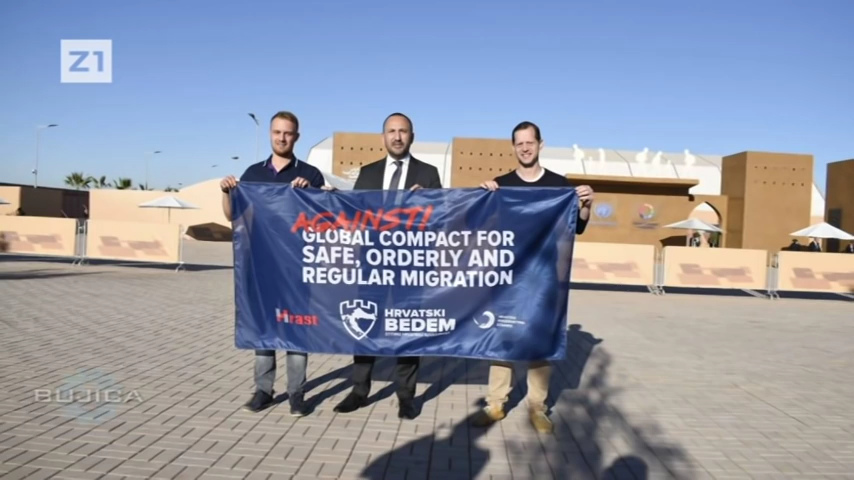 Z1
AGAINST!
GLOBAL COMPACT FOR
SAFE, ORDERLY AND
REGULAR MIGRATION
Hrast
HRVATSKI
BEDEM
BUJICA